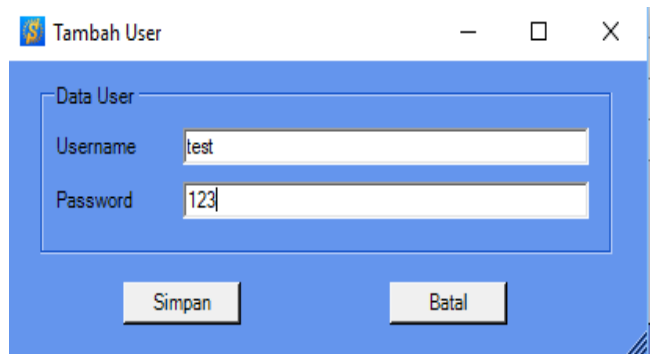 Tambah User
Data User
Username test
Password 123
Simpan Batal